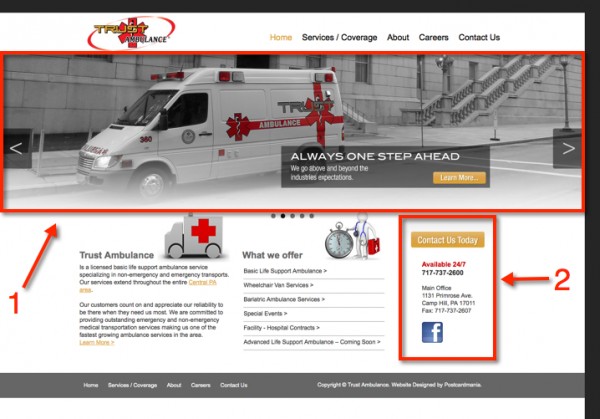 TRUST
AMBULANCE
Home Services / Coverage About Careers Contact Us
360
TRUST
AMBULANCE
<
>
ALWAYS ONE STEP AHEAD
We go above and beyond the
industries expectations.
Learn More...
1
Trust Ambulance
Is a licensed basic life support ambulance service
specializing in non-emergency and emergency transports.
Our services extend throughout the entire Central PA
area.
Our customers count on and appreciate our reliability to
be there when they need us most. We are committed to
providing outstanding emergency and non-emergency
medical transportation services making us one of the
fastest growing ambulance services in the area.
Learn More >
What we offer
Basic Life Support Ambulance >
Wheelchair Van Services >
Bariatric Ambulance Services >
Special Events >
Facility - Hospital Contracts >
Advanced Life Support Ambulance – Coming Soon >
Contact Us Today
Available 24/7
717-737-2600
Main Office
1131 Primrose Ave.
Camp Hill, PA 17011
Fax: 717-737-2607
f
2
Home Services / Coverage About Careers Contact Us
Copyright © Trust Ambulance. Website Designed by Postcardmania.